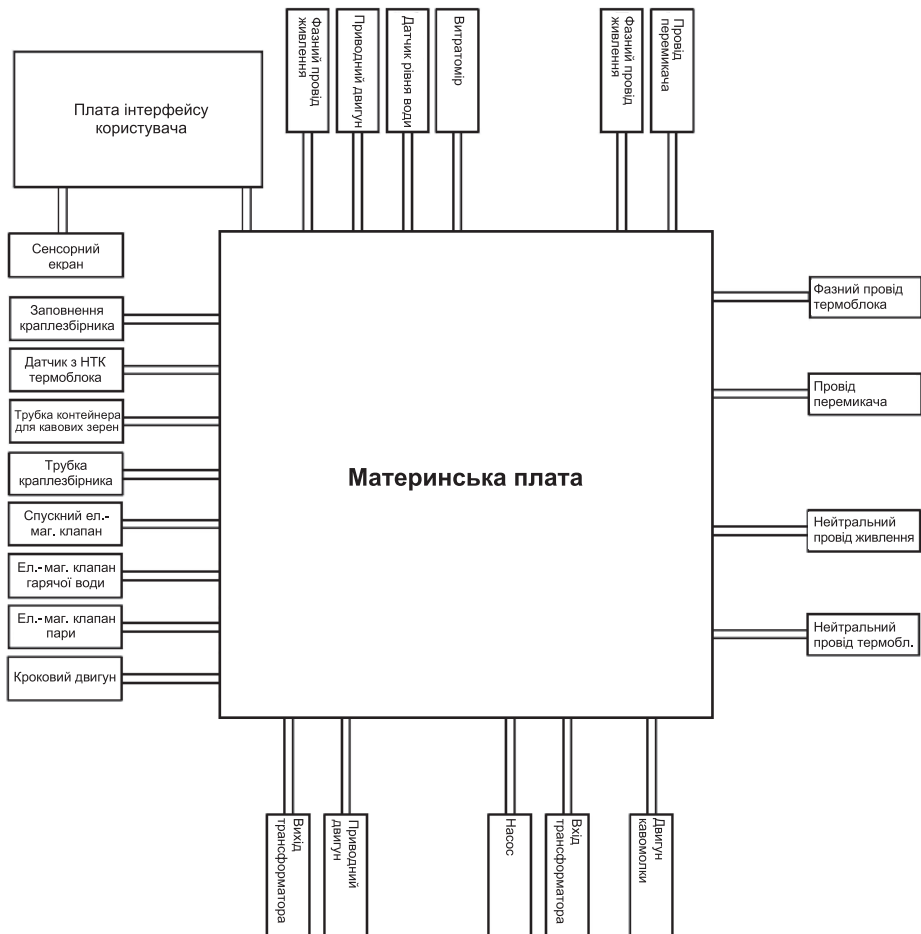 Фазний провід
живлення
Приводний двигун
Датчик рівня води
Витратомір
Фазний провід
живлення
Провід
перемикача
Плата інтерфейсу
користувача
Сенсорний
екран
Заповнення
краплезбірника
Датчик з НТК
термоблока
Трубка контейнера
для кавових зерен
Трубка
краплезбірника
Спускний ел.-
маг. клапан
Ел.-маг. клапан
гарячої води
Ел.-маг. клапан
пари
Кроковий двигун
Материнська плата
Фазний провід
термоблока
Провід
перемикача
Нейтральний
провід живлення
Нейтральний
провід термобл.
Вихід
трансформатора
Приводний
двигун
Насос
Вхід
трансформатора
Двигун
кавомолки